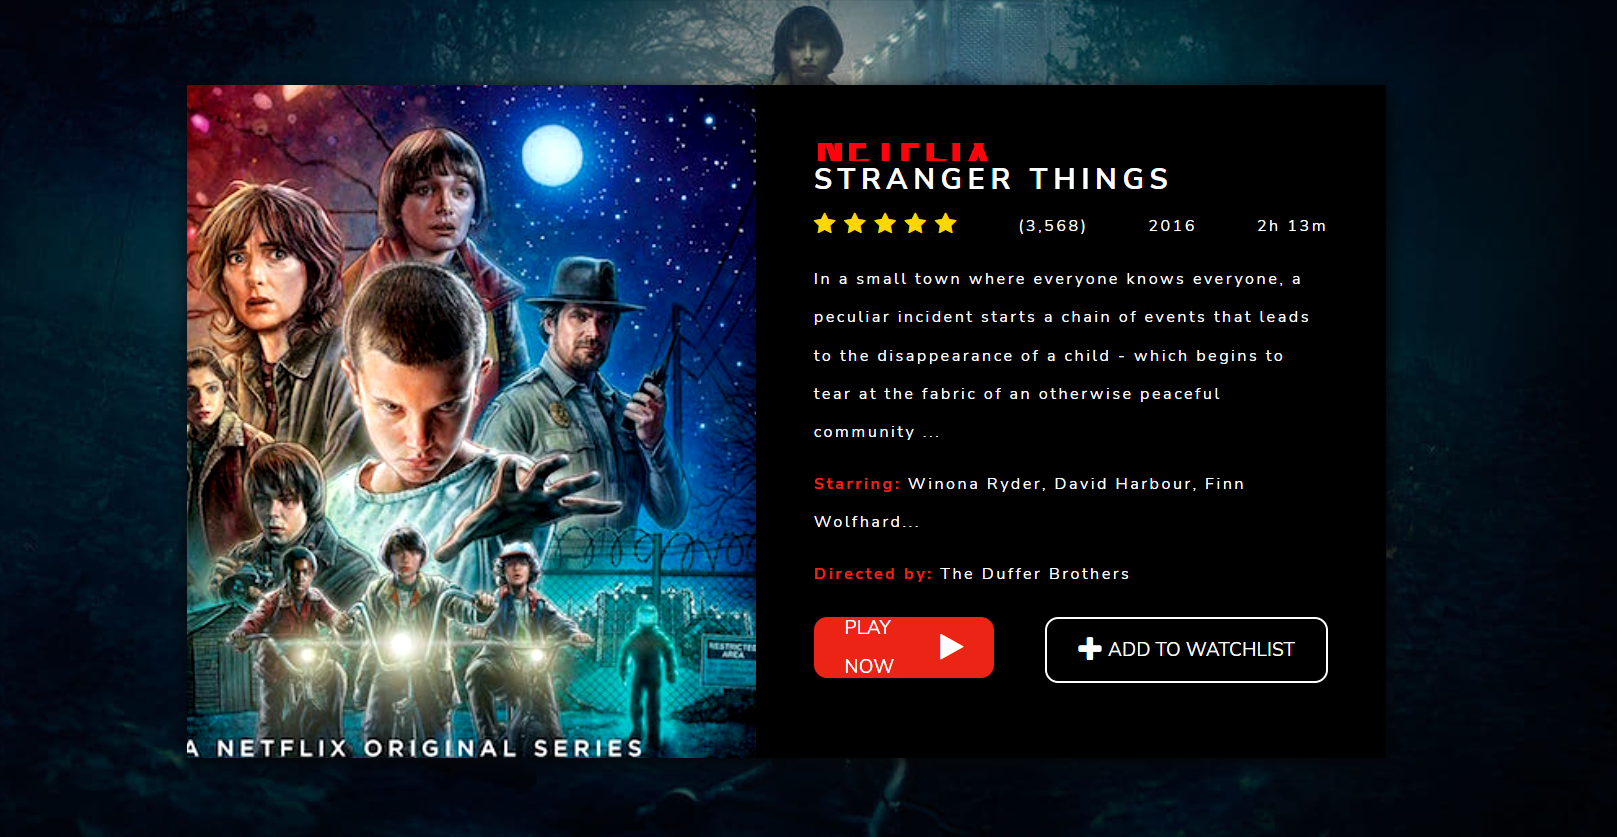 NETFLIX
STRANGER THINGS
(3,568) 2016 2h 13m
In a small town where everyone knows everyone, a
peculiar incident starts a chain of events that leads
to the disappearance of a child - which begins to
tear at the fabric of an otherwise peaceful
community ...
Starring: Winona Ryder, David Harbour, Finn
Wolfhard...
Directed by: The Duffer Brothers
PLAY
NOW
ADD TO WATCHLIST
RESTRICTED
AREA
A NETFLIX ORIGINAL SERIES